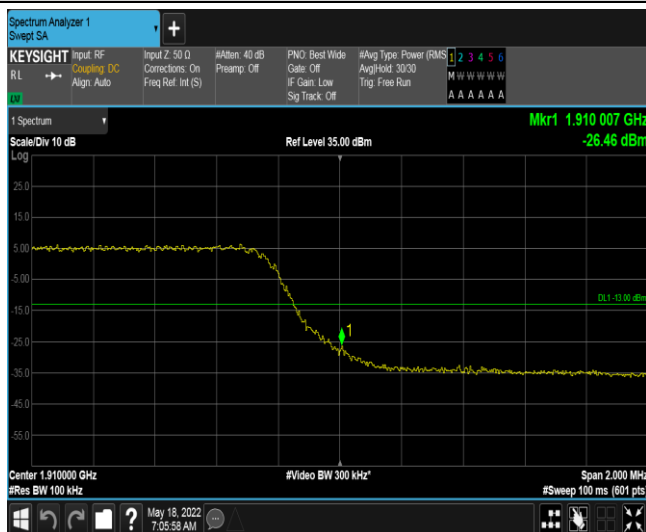 Spectrum Analyzer 1
Swept SA
KEYSIGHT Input: RF Input Z: 50 Ω #Atten: 40 dB PNO: Best Wide #Avg Type: Power (RMS 1 2 3 4 5 6
RL Coupling: DC Corrections: On Preamp: Off Gate: Off Avg|Hold: 30/30 M W W W W W
Align: Auto Freq Ref: Int (S) IF Gain: Low Trig: Free Run
Sig Track: Off A A A A A A
LXI
1 Spectrum Mkr1 1.910 007 GHz
Scale/Div 10 dB Ref Level 35.00 dBm -26.46 dBm
Log
25.0
15.0
5.00
-5.00
DL1 -13.00 dBm
-15.0
1
-25.0
-35.0
-45.0
-55.0
Center 1.910000 GHz #Video BW 300 kHz* Span 2.000 MHz
#Res BW 100 kHz #Sweep 100 ms (601 pts)
? May 18, 2022
7:05:58 AM